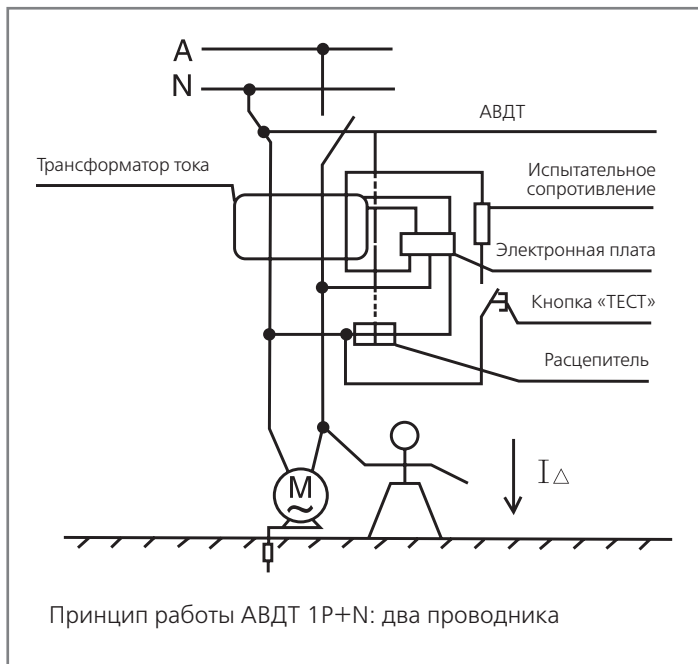 A
N
АВДТ
Трансформатор тока
Испытательное
сопротивление
Электронная плата
Кнопка «ТЕСТ»
Расцепитель
M
~
I△
Принцип работы АВДТ 1P+N: два проводника